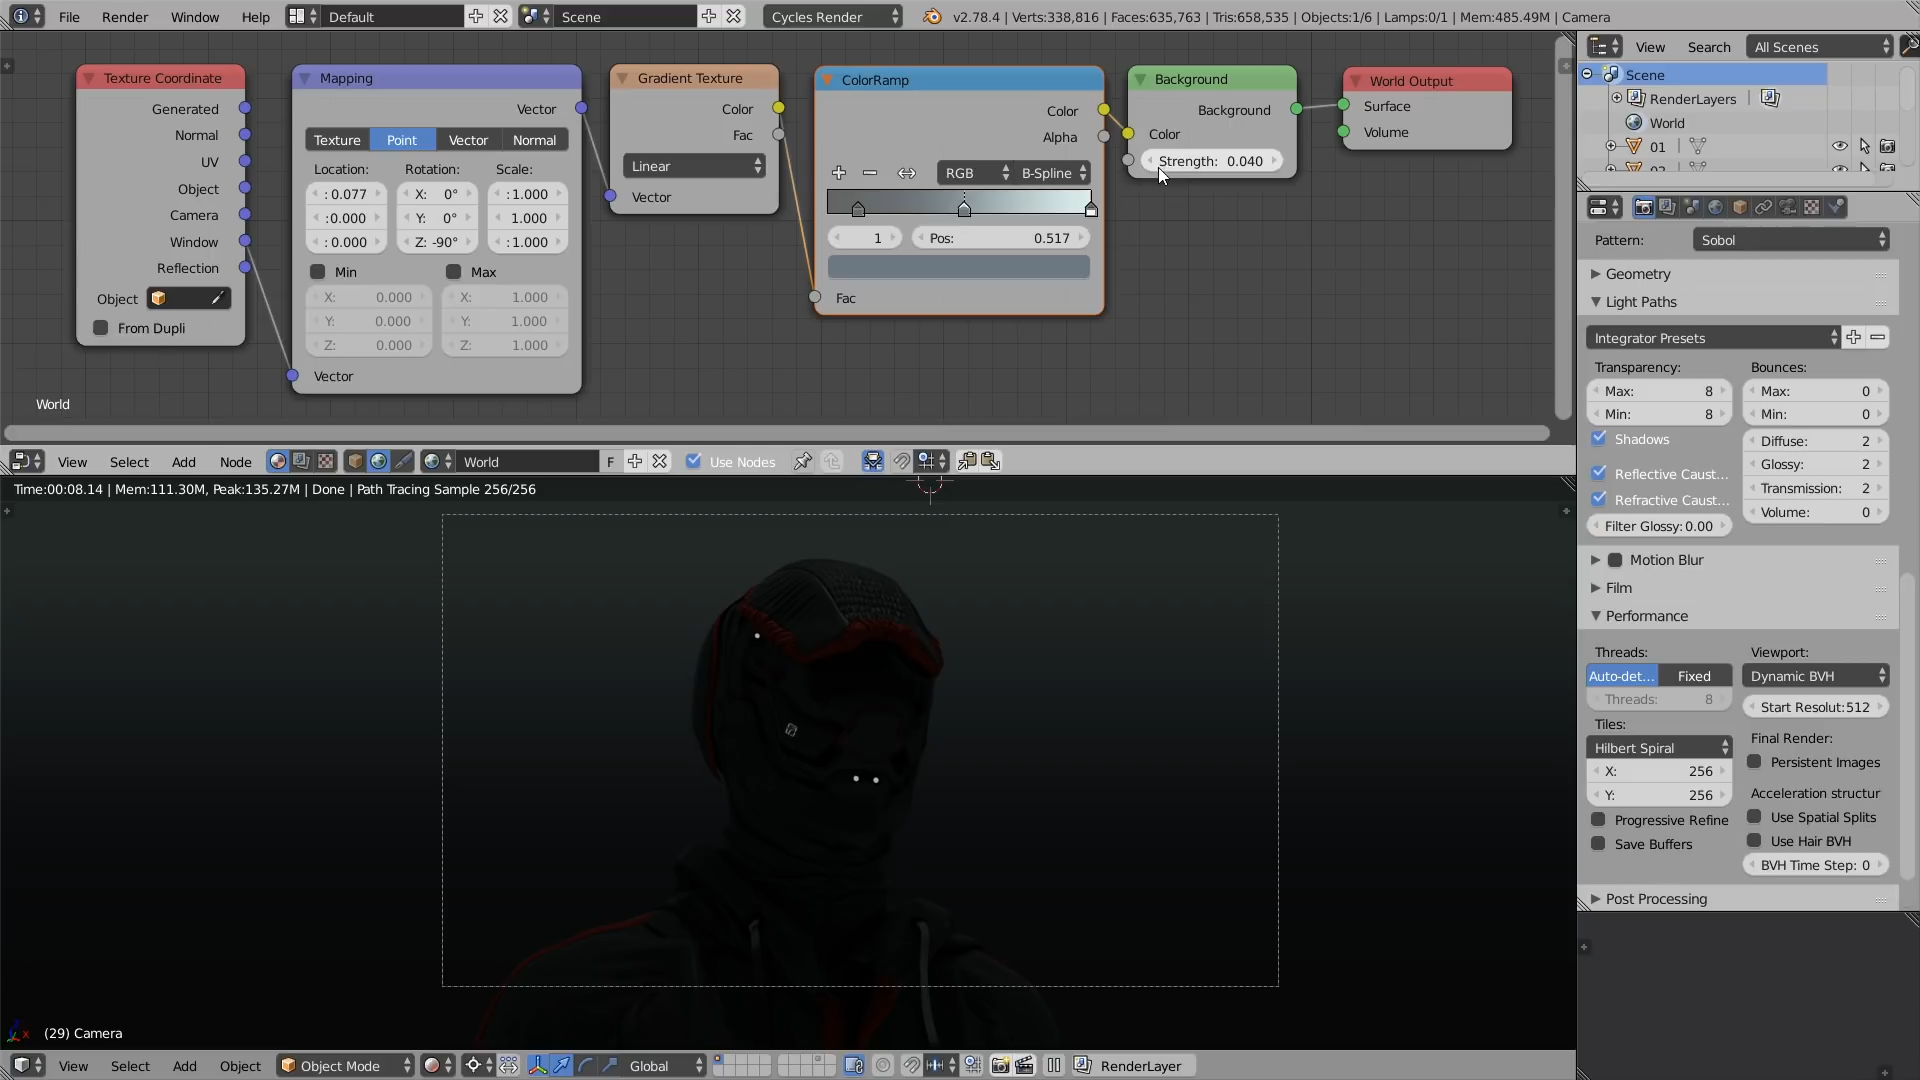 File Render Window Help Default Scene Cycles Render v2.78.4 | Verts:338,816 | Faces:635,763 | Tris:658,535 | Objects:1/6 | Lamps:0/1 | Mem:485.49M | Camera
View Search All Scenes
Scene
RenderLayers |
World
01
Texture Coordinate
Generated
Normal
UV
Object
Camera
Window
Reflection
Object
From Dupli
Mapping
Vector
Texture Point Vector Normal
Location: Rotation: Scale:
:0.077 X: 0° :1.000
:0.000 Y: 0° 1.000
:0.000 Z: -90° :1.000
Min Max
X: 0.000 X: 1.000
Y: 0.000 Y: 1.000
Z: 0.000 Z: 1.000
Vector
Gradient Texture
Color
Fac
Linear
Vector
ColorRamp
Color
Alpha
RGB B-Spline
1 Pos: 0.517
Fac
Background
Background
Color
Strength: 0.040
World Output
Surface
Volume
World
View Select Add Node World F Use Nodes
Time:00:08.14 | Mem:111.30M, Peak:135.27M | Done | Path Tracing Sample 256/256
(29) Camera
View Select Add Object Object Mode Global RenderLayer
Pattern: Sobol
Geometry
Light Paths
Integrator Presets
Transparency: Bounces:
Max: 8 Max: 0
Min: 8 Min: 0
Shadows Diffuse: 2
Glossy: 2
Reflective Caust...
Transmission: 2
Refractive Caust...
Volume: 0
Filter Glossy: 0.00
Motion Blur
Film
Performance
Threads: Viewport:
Auto-det... Fixed Dynamic BVH
Threads: 8 Start Resolut: 512
Tiles: Final Render:
Hilbert Spiral Persistent Images
X: 256
Y: 256 Acceleration structur
Progressive Refine Use Spatial Splits
Save Buffers Use Hair BVH
BVH Time Step: 0
Post Processing